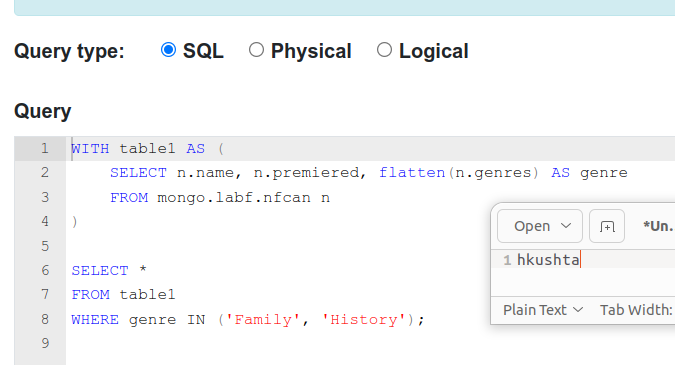 Query type: SQL Physical Logical
Query
1 WITH table1 AS (
2 SELECT n.name, n.premiered, flatten(n.genres) AS genre
3 FROM mongo.labf.nfcan n
4 )
5
6 SELECT *
7 FROM table1
8 WHERE genre IN ('Family', 'History');
9
Open *Un.
1 hkushta
Plain Text Tab Width: